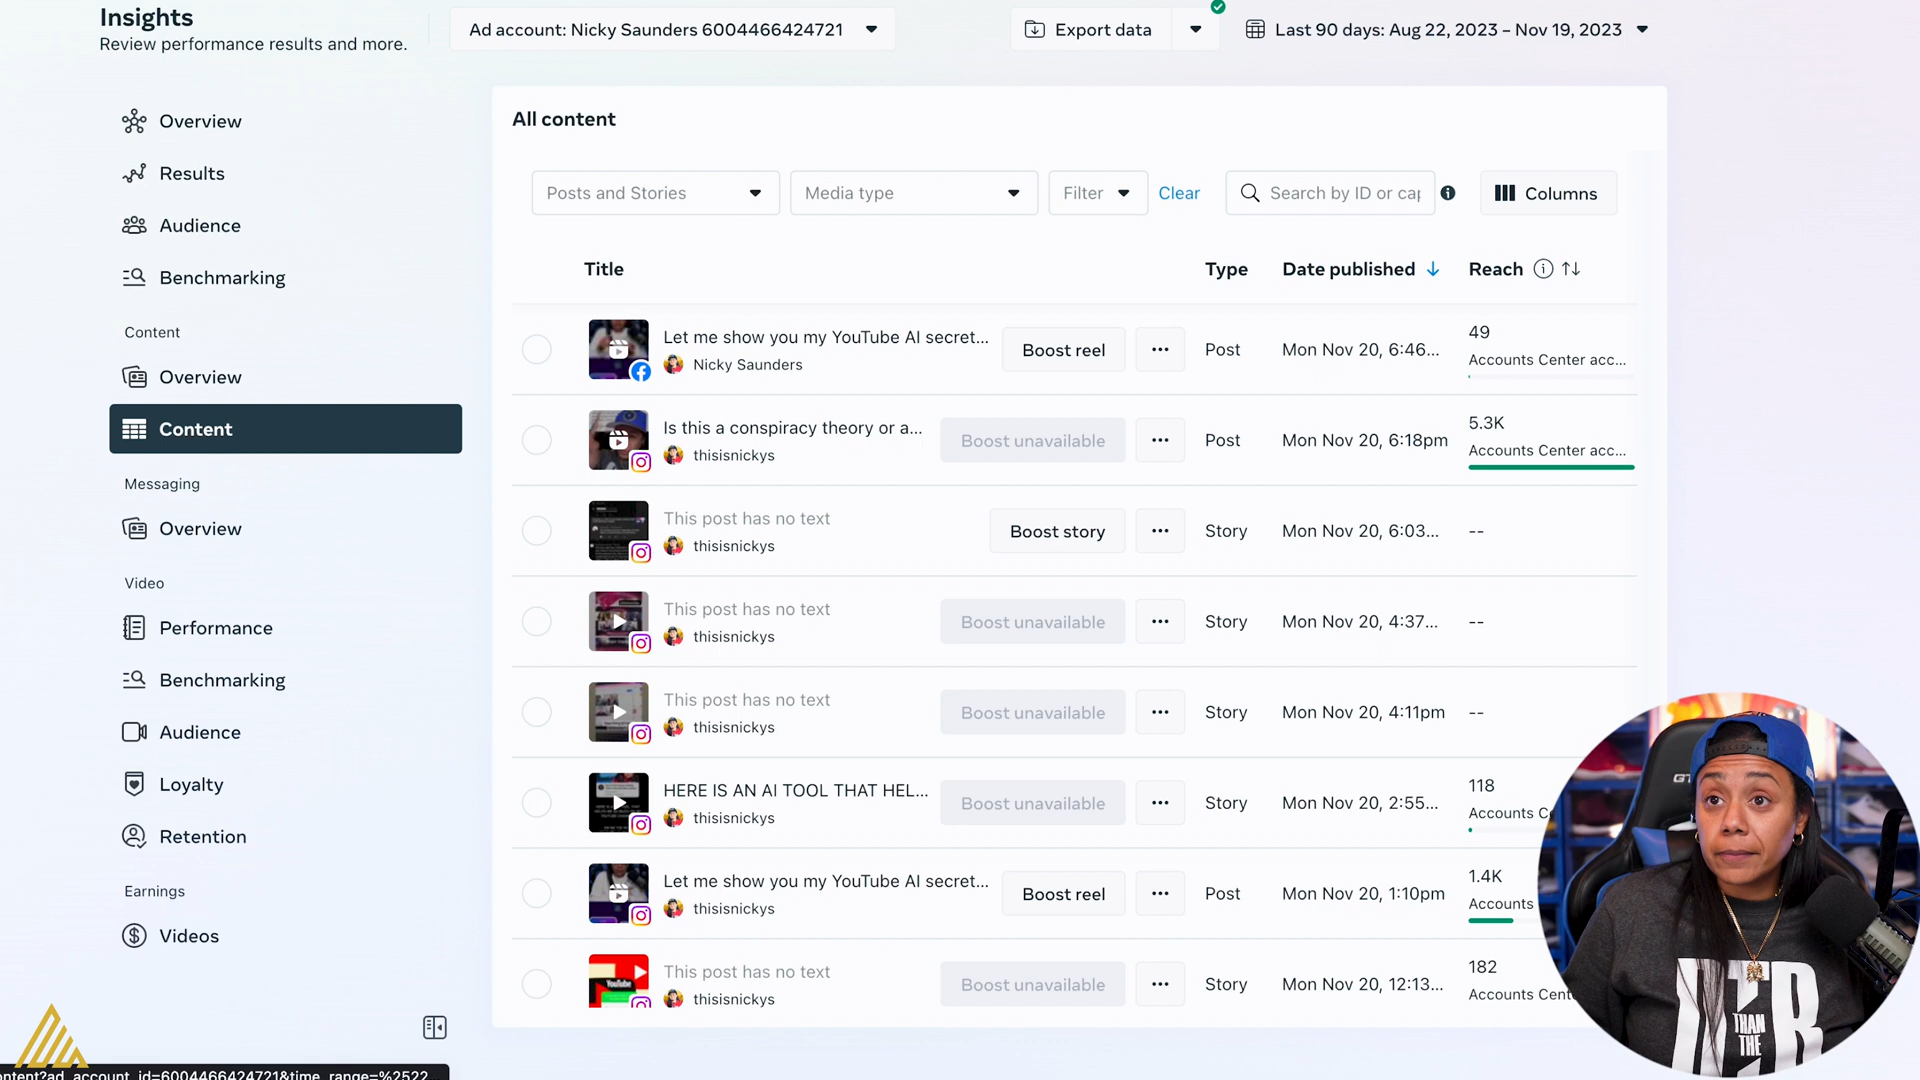 Insights
Review performance results and more.
Ad account: Nicky Saunders 6004466424721
Export data
Last 90 days: Aug 22, 2023 – Nov 19, 2023
Overview
Results
Audience
Benchmarking
Content
Overview
Content
Messaging
Overview
Video
Performance
Benchmarking
Audience
Loyalty
Retention
Earnings
Videos
All content
Posts and Stories
Media type
Filter
Clear
Search by ID or cap
Columns
Title
Type
Date published
Reach
Let me show you my YouTube AI secret...
Nicky Saunders
Boost reel
Post
Mon Nov 20, 6:46...
49
Accounts Center acc...
Is this a conspiracy theory or a...
thisisnickys
Boost unavailable
Post
Mon Nov 20, 6:18pm
5.3K
Accounts Center acc...
This post has no text
thisisnickys
Boost story
Story
Mon Nov 20, 6:03...
--
This post has no text
thisisnickys
Boost unavailable
Story
Mon Nov 20, 4:37...
--
This post has no text
thisisnickys
Boost unavailable
Story
Mon Nov 20, 4:11pm
--
HERE IS AN AI TOOL THAT HEL...
thisisnickys
Boost unavailable
Story
Mon Nov 20, 2:55...
118
Accounts Ce
Let me show you my YouTube AI secret...
thisisnickys
Boost reel
Post
Mon Nov 20, 1:10pm
1.4K
Accounts
YouTube
This post has no text
thisisnickys
Boost unavailable
Story
Mon Nov 20, 12:13...
182
Accounts Cent
THAN
THE
ontent?ad_account_id=6004466424721&time_range=%2522...